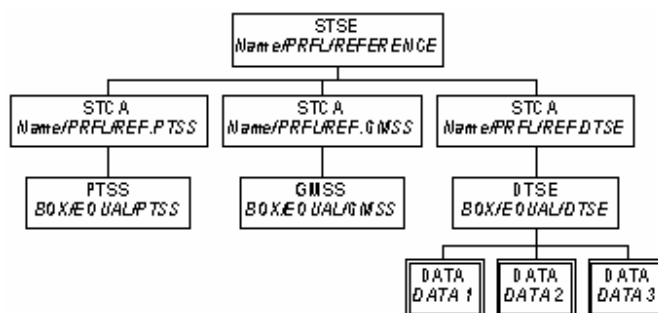 STSE
Name/PRFL/REFERENCE
STCA
Name/PRFL/REF.PTSS
STCA
Name/PRFL/REF.GMSS
STCA
Name/PRFL/REF.DTSE
PTSS
BOX/EQUAL/PTSS
GMSS
BOX/EQUAL/GMSS
DTSE
BOX/EQUAL/DTSE
DATA
DATA 1
DATA
DATA 2
DATA
DATA 3